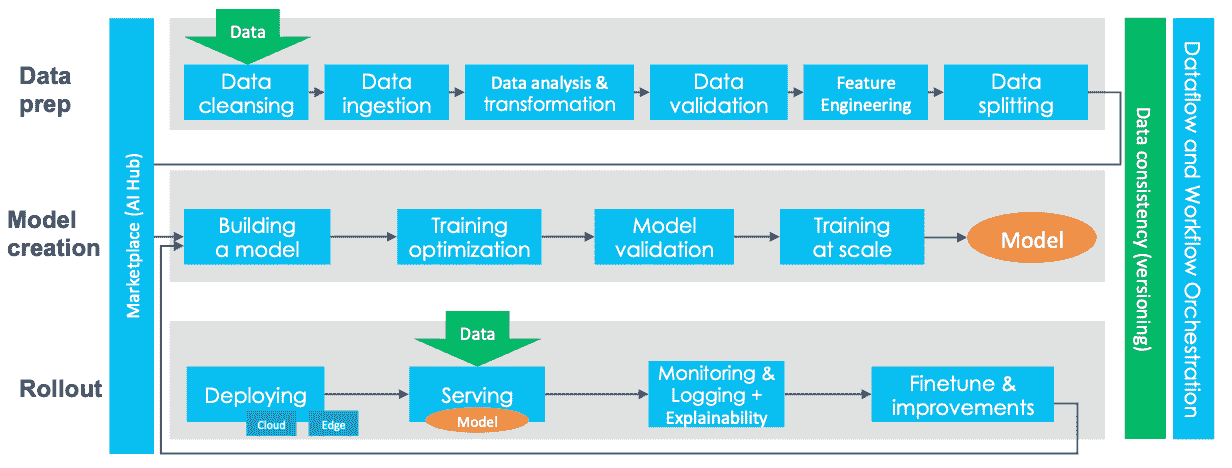 Data
prep
Data
Data
cleansing
Data
ingestion
Data analysis &
transformation
Data
validation
Feature
Engineering
Data
splitting
Marketplace (AI Hub)
Model
creation
Building
a model
Training
optimization
Model
validation
Training
at scale
Model
Rollout
Data
Deploying
Cloud
Edge
Serving
Model
Monitoring &
Logging +
Explainability
Finetune &
improvements
Data consistency (versioning)
Dataflow and Workflow Orchestration